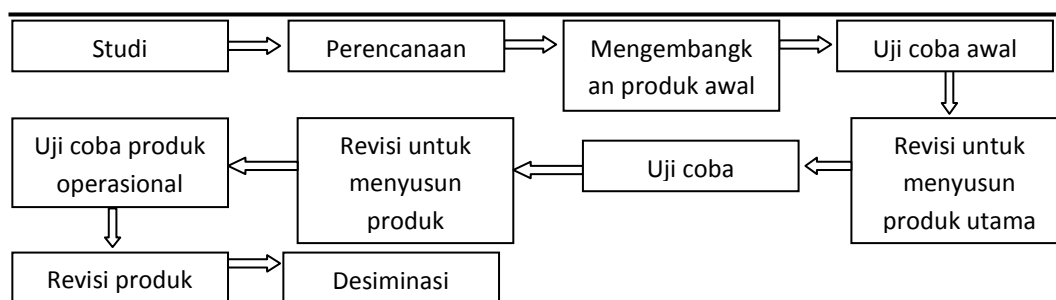 Studi
Perencanaan
Mengembangk
an produk awal
Uji coba awal
Revisi untuk
menyusun
produk utama
Uji coba
Revisi untuk
menyusun
produk
Uji coba produk
operasional
Revisi produk
Desiminasi